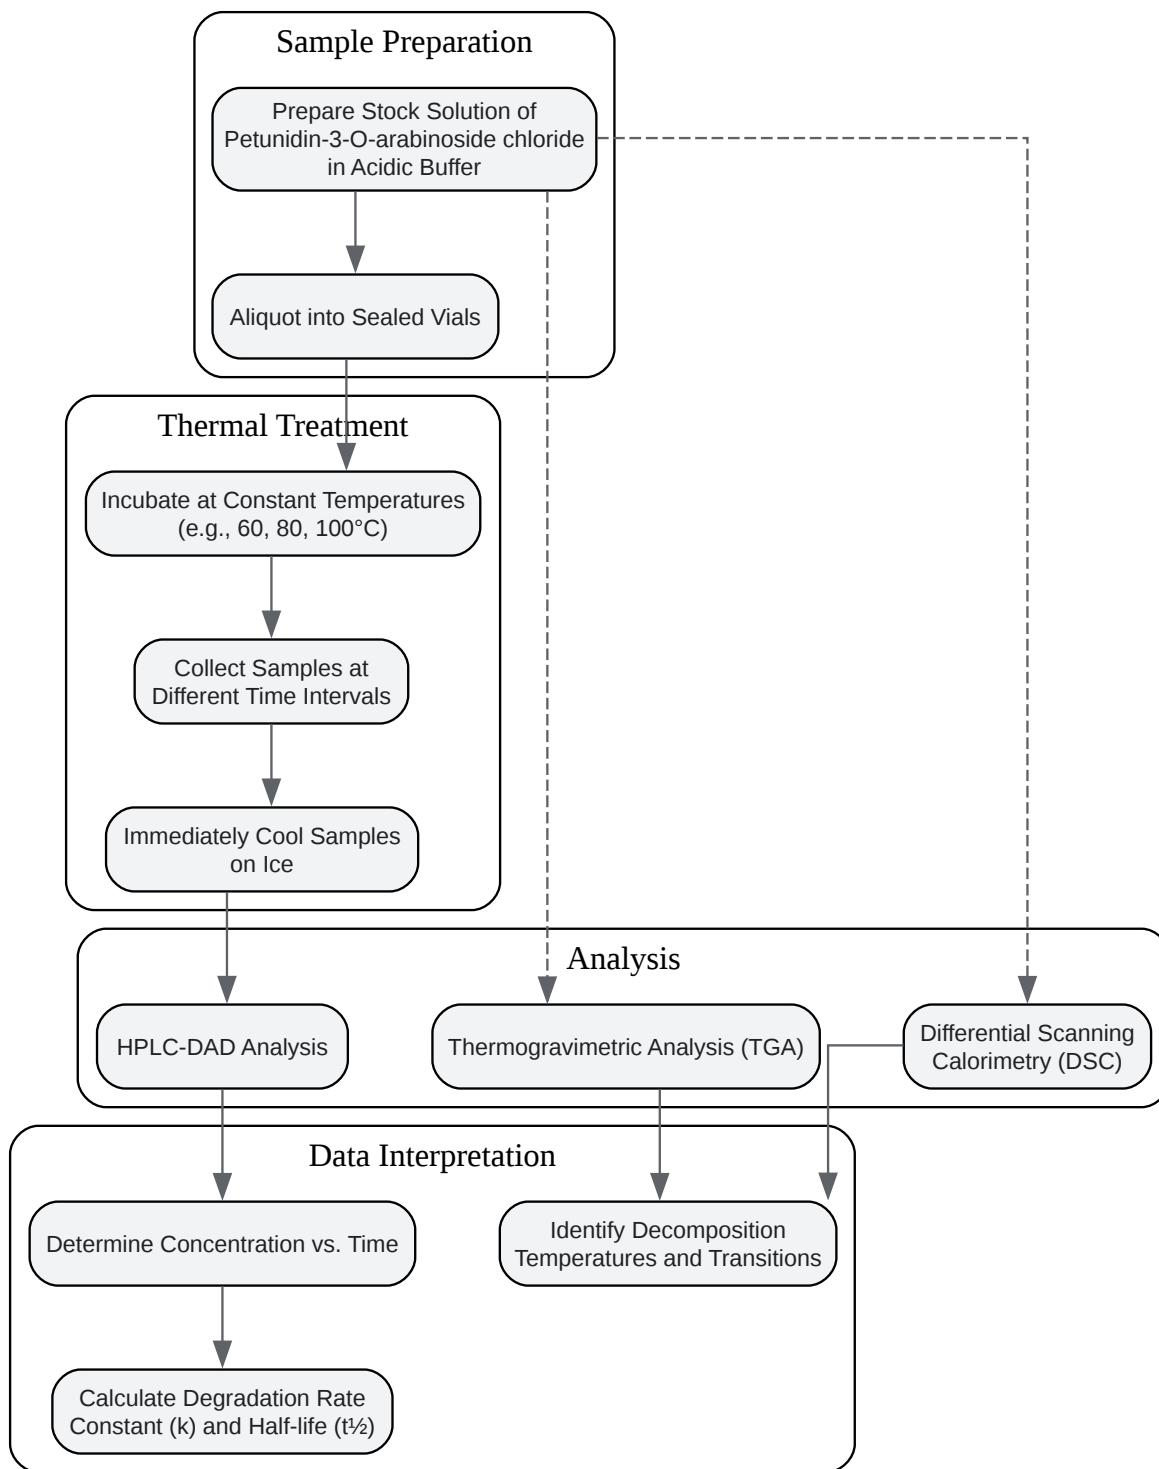 Sample Preparation
Prepare Stock Solution of
Petunidin-3-O-arabinoside chloride
in Acidic Buffer
Aliquot into Sealed Vials
Thermal Treatment
Incubate at Constant Temperatures
(e.g., 60, 80, 100°C)
Collect Samples at
Different Time Intervals
Immediately Cool Samples
on Ice
Analysis
HPLC-DAD Analysis
Thermogravimetric Analysis (TGA)
Differential Scanning
Calorimetry (DSC)
Data Interpretation
Determine Concentration vs. Time
Identify Decomposition
Temperatures and Transitions
Calculate Degradation Rate
Constant (k) and Half-life (t½)